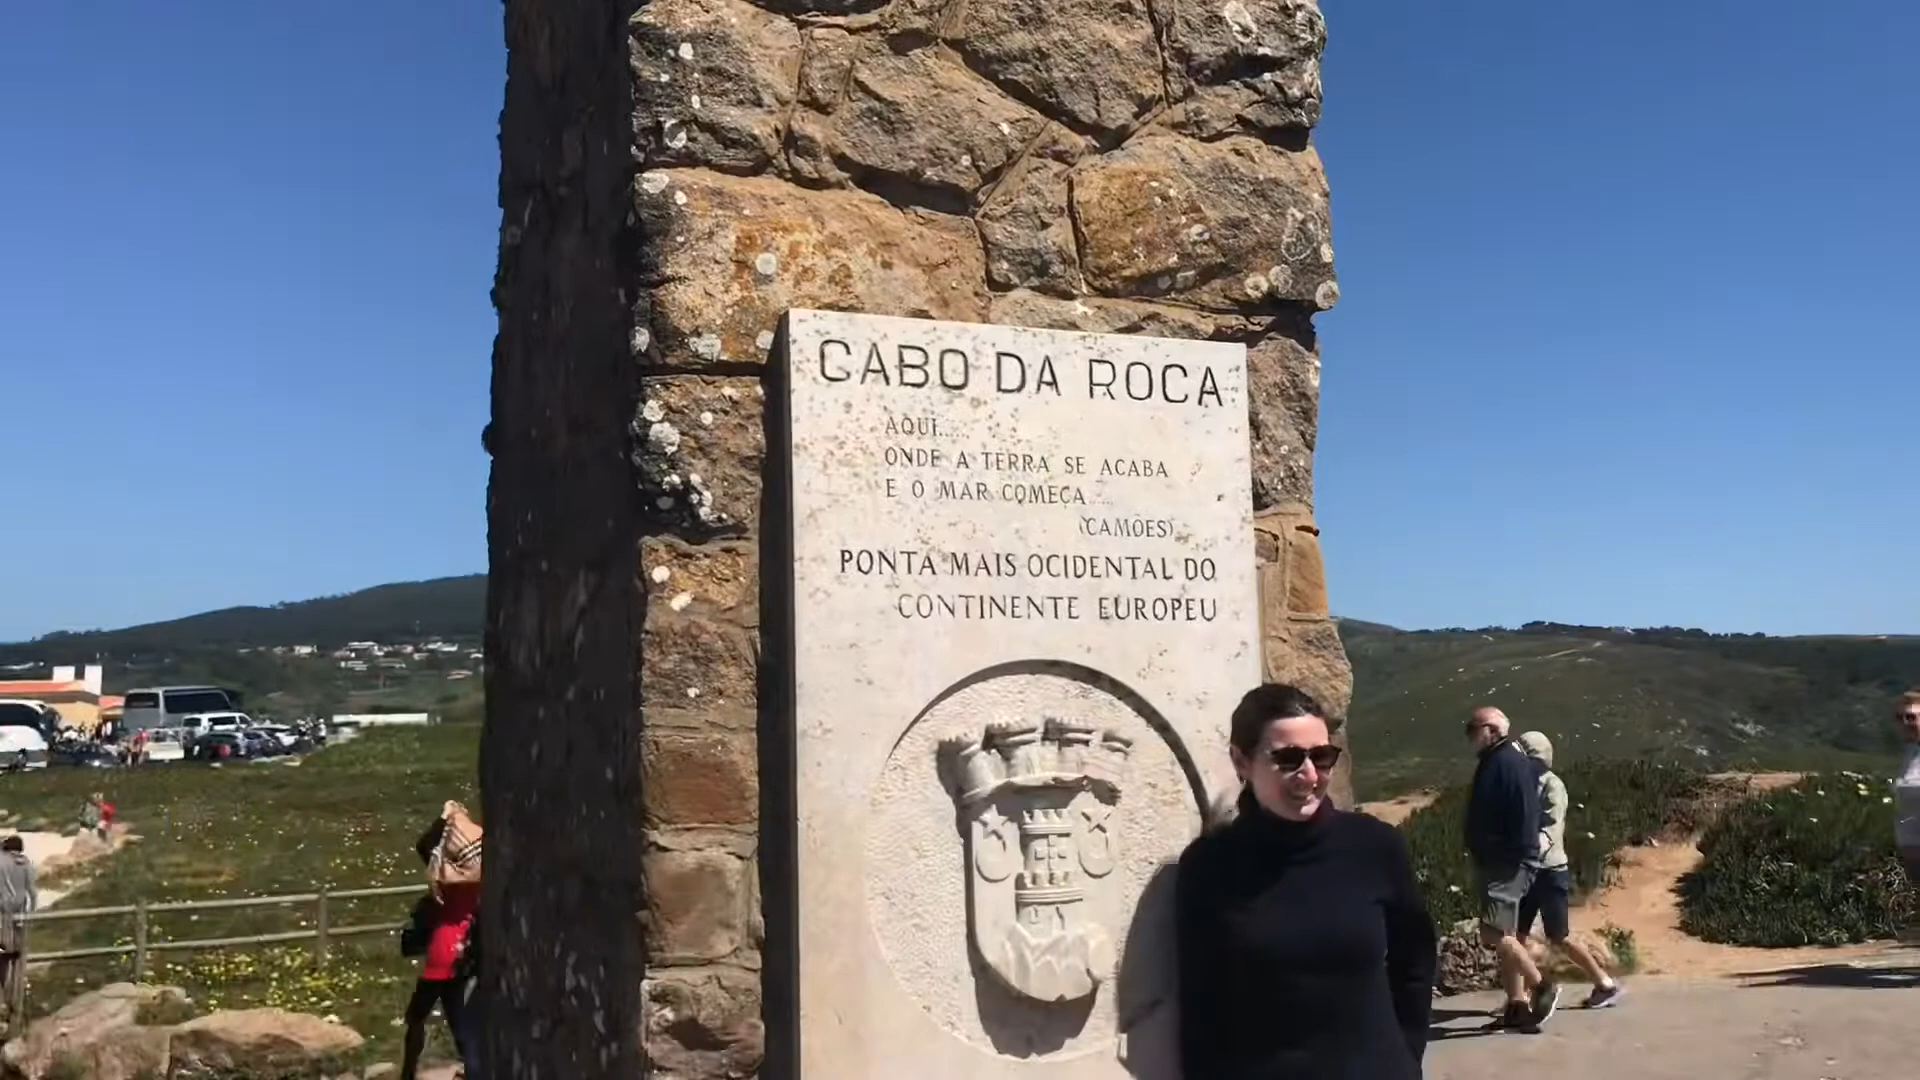 CABO DA ROCA
AQUI.....
ONDE A TERRA SE ACABA
E O MAR COMEÇA.....
(CAMÕES)
PONTA MAIS OCIDENTAL DO
CONTINENTE EUROPEU